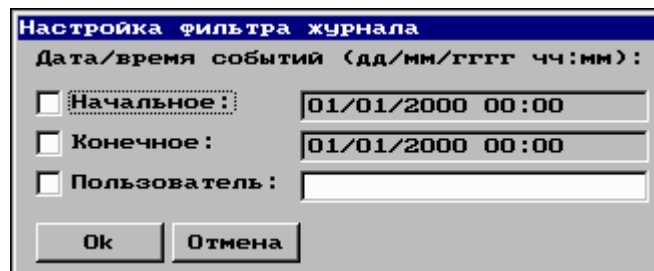 Настройка фильтра журнала
Дата/время событий (дд/мм/гггг чч:мм):
Начальное: 01/01/2000 00:00
Конечное: 01/01/2000 00:00
Пользователь:
Ok Отмена